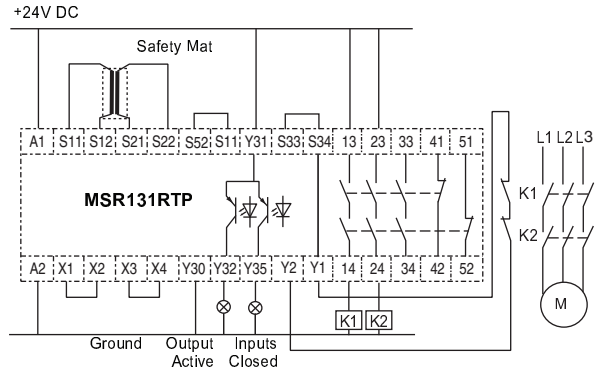 +24V DC
Safety Mat
A1 S11 S12 S21 S22 S52 S11 Y31 S33 S34 13 23 33 41 51
L1 L2 L3
MSR131RTP
K1
K2
A2 X1 X2 X3 X4 Y30 Y32 Y35 Y2 Y1 14 24 34 42 52
M
K1 K2
Ground Output Inputs
Active Closed